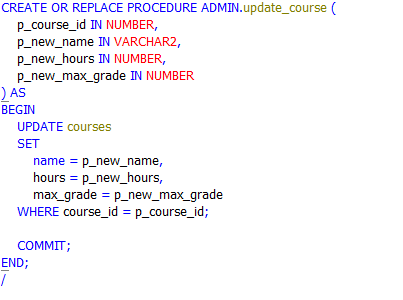 CREATE OR REPLACE PROCEDURE ADMIN.update_course (
    p_course_id IN NUMBER,
    p_new_name IN VARCHAR2,
    p_new_hours IN NUMBER,
    p_new_max_grade IN NUMBER
) AS
BEGIN
    UPDATE courses
    SET
        name = p_new_name,
        hours = p_new_hours,
        max_grade = p_new_max_grade
    WHERE course_id = p_course_id;

    COMMIT;
END;
/